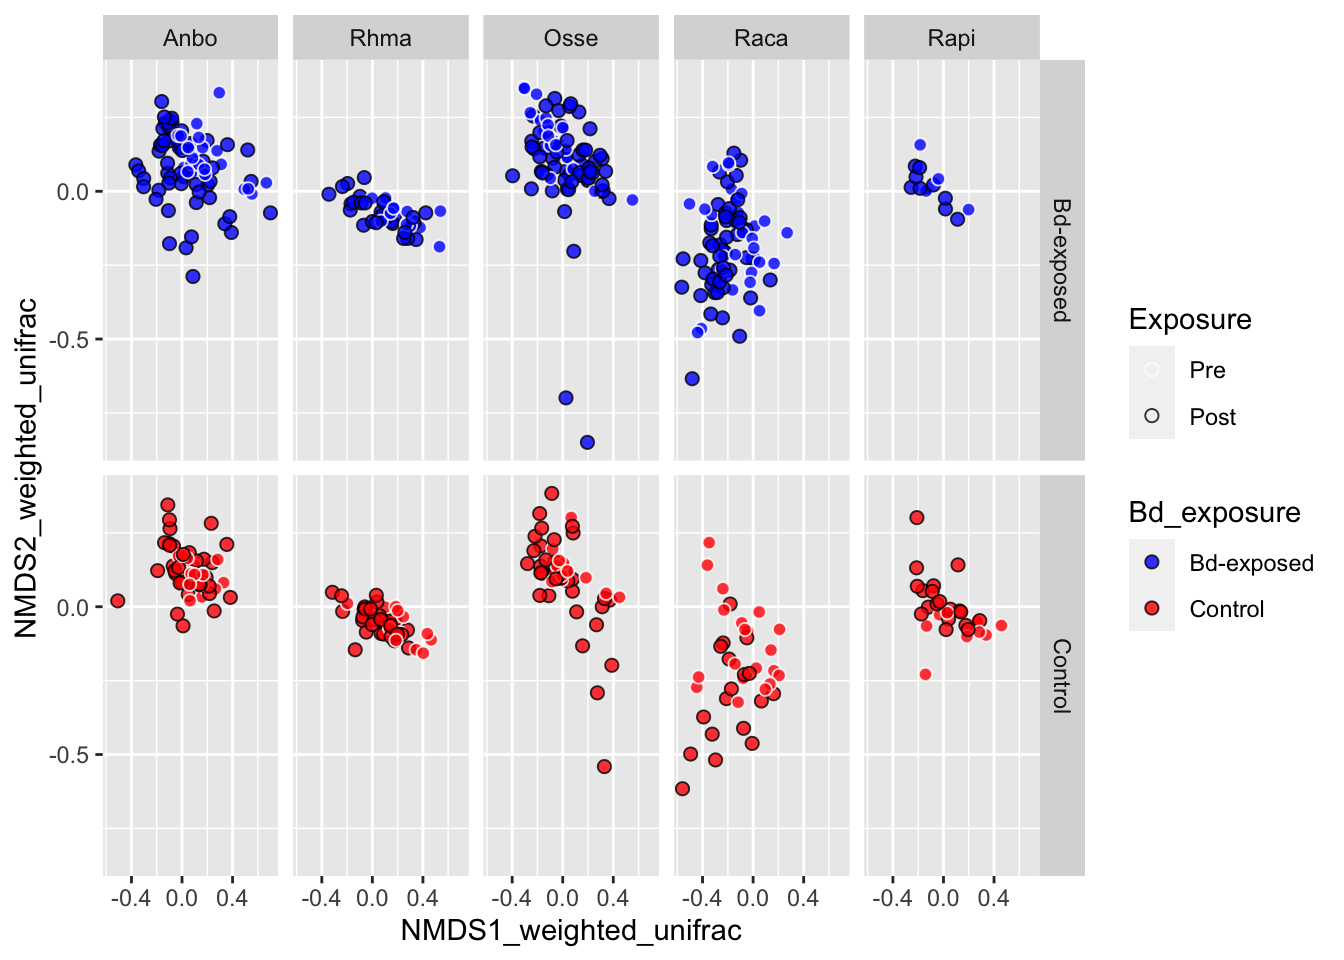 Anbo Rhma Osse Raca Rapi
0.0
-0.5
Bd-exposed
0.0
-0.5
Control
-0.4 0.0 0.4 -0.4 0.0 0.4 -0.4 0.0 0.4 -0.4 0.0 0.4 -0.4 0.0 0.4
NMDS1_weighted_unifrac
NMDS2_weighted_unifrac
Exposure
Pre
Post
Bd_exposure
Bd-exposed
Control